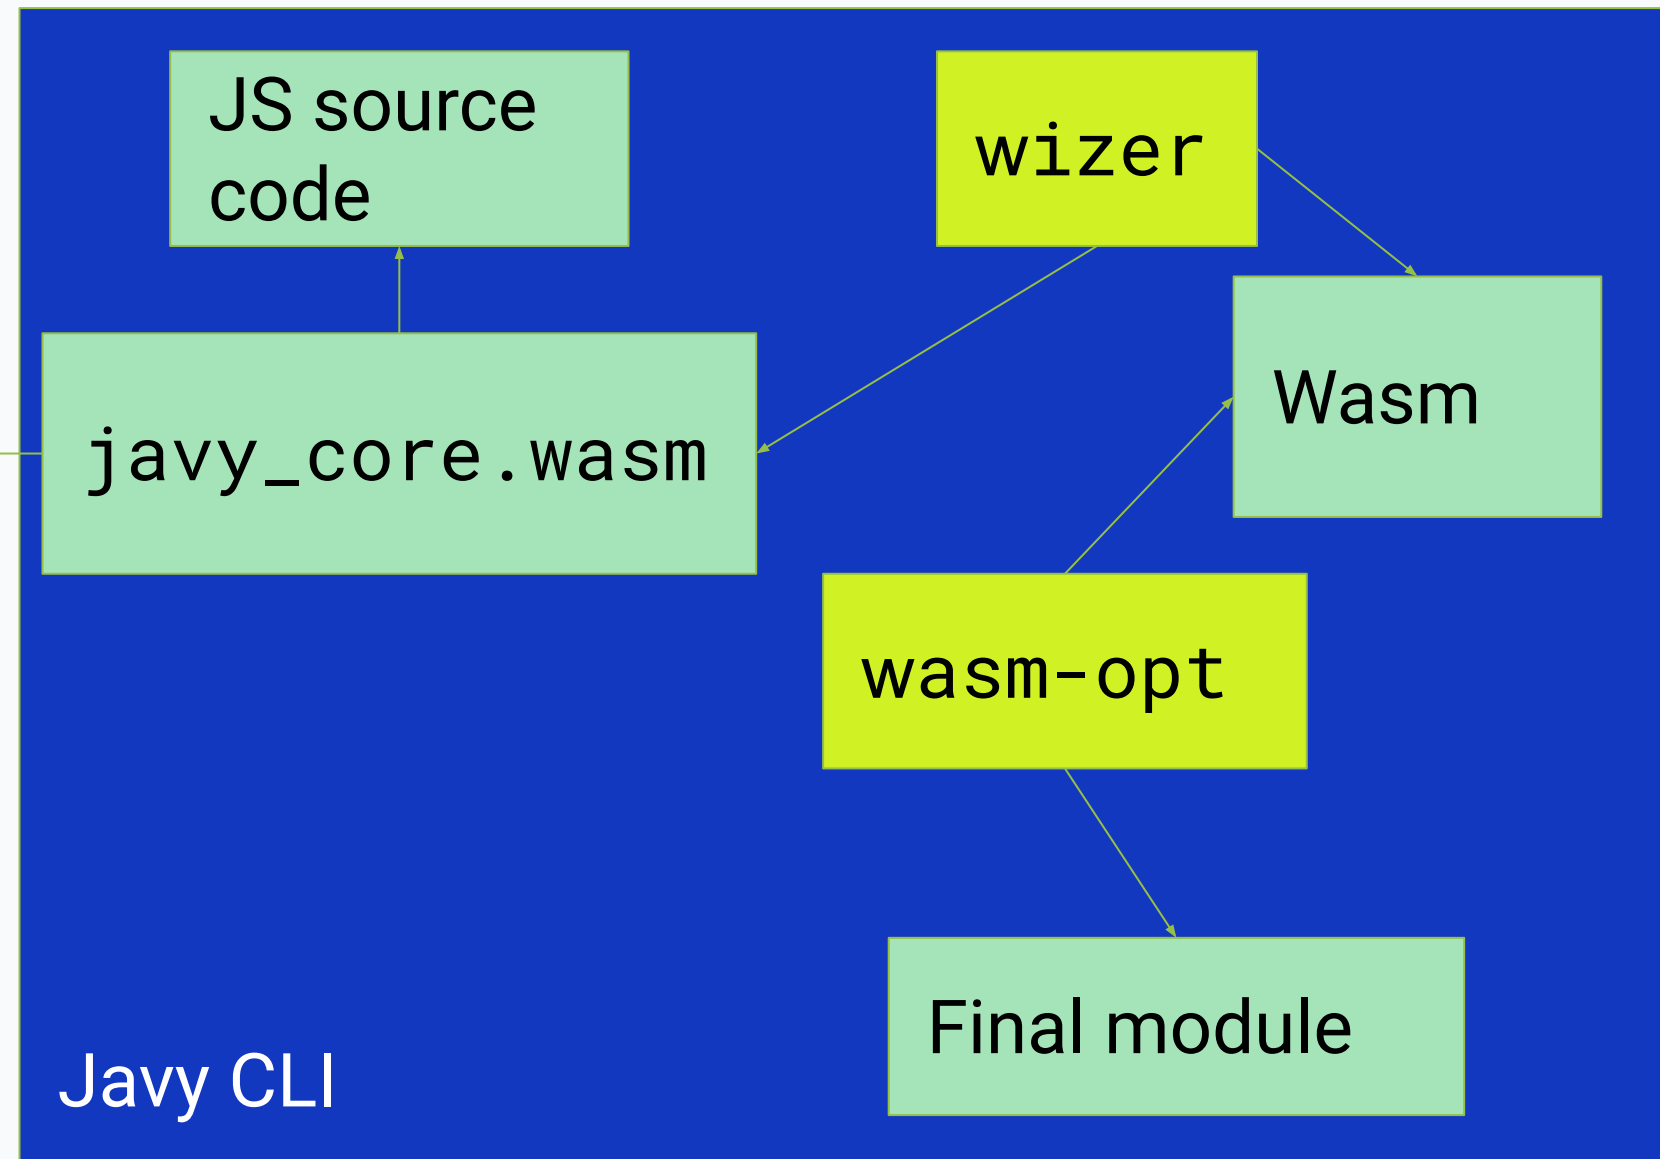 JS source
code
wizer
javy_core.wasm
Wasm
wasm-opt
Final module
Javy CLI